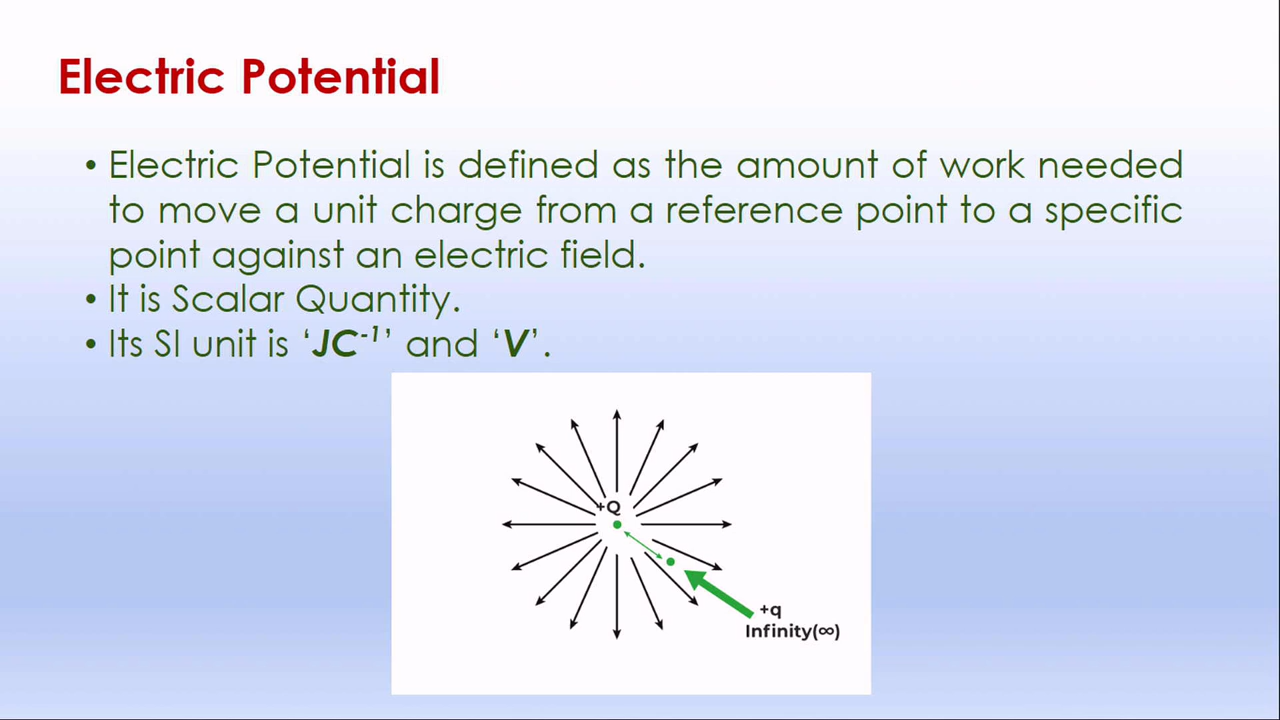 Electric Potential
• Electric Potential is defined as the amount of work needed
to move a unit charge from a reference point to a specific
point against an electric field.
• It is Scalar Quantity.
• Its SI unit is ‘JC⁻¹’ and ‘V’.
+Q
+q
Infinity(∞)